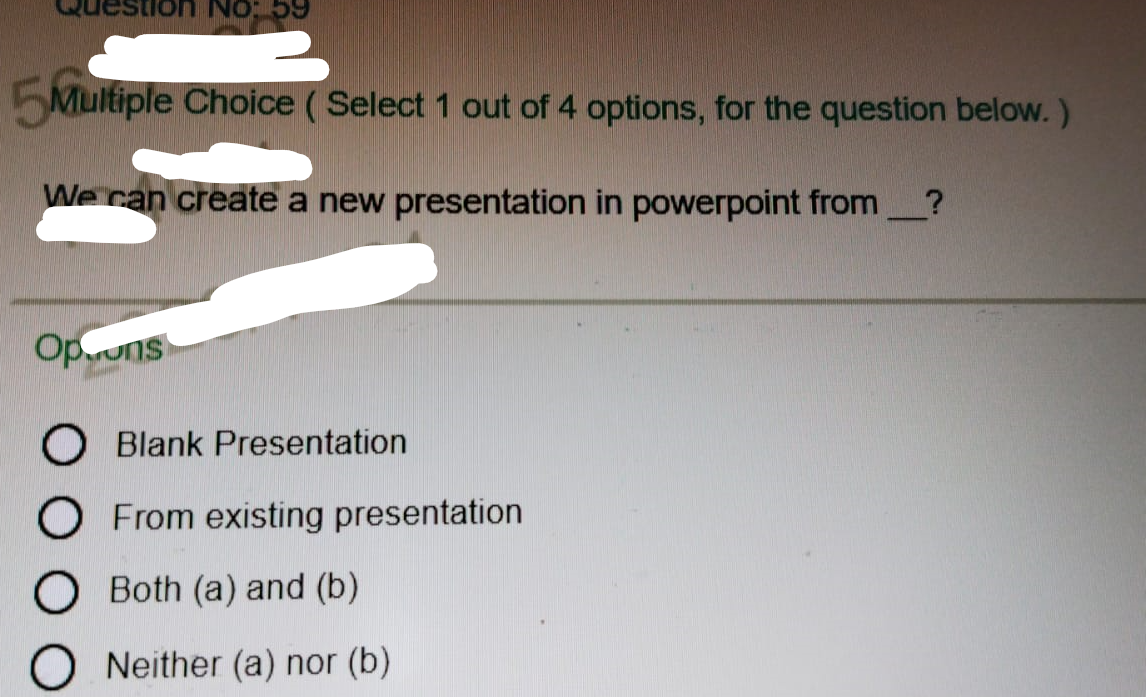 Question No: 59
Multiple Choice ( Select 1 out of 4 options, for the question below. )
We can create a new presentation in powerpoint from __?
Options
Blank Presentation
From existing presentation
Both (a) and (b)
Neither (a) nor (b)